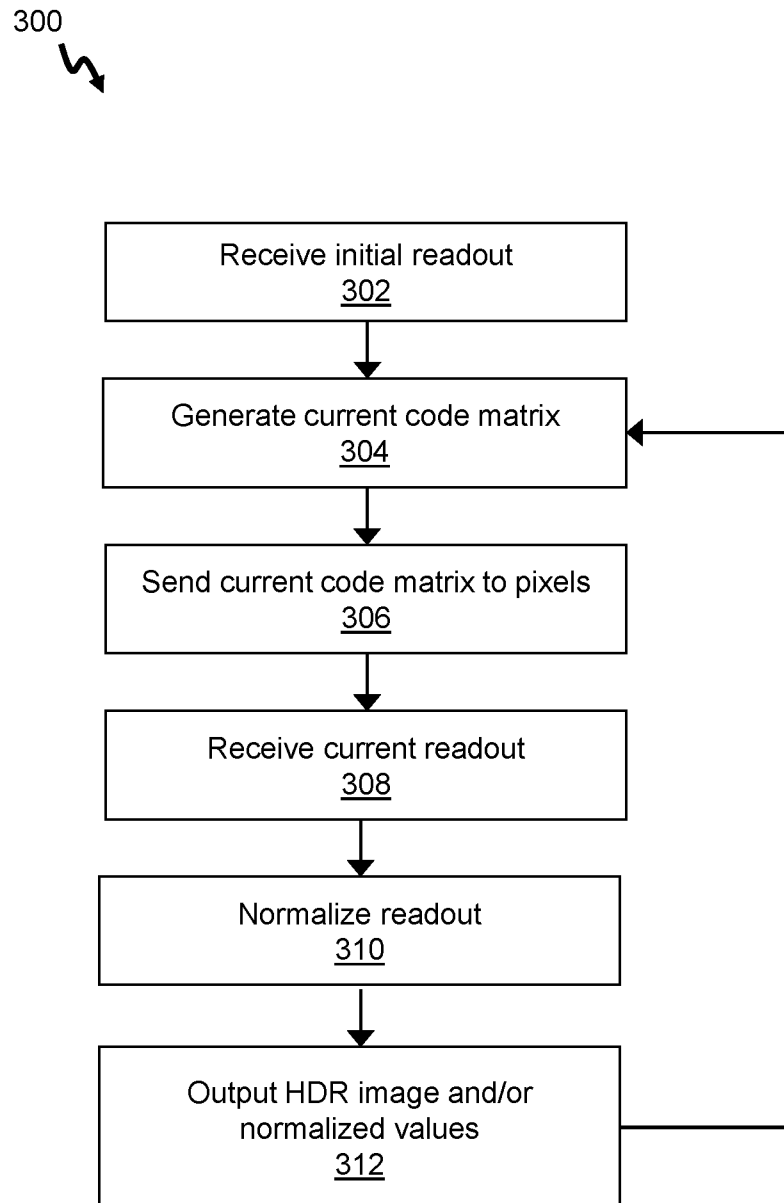 300
Receive initial readout
302
Generate current code matrix
304
Send current code matrix to pixels
306
Receive current readout
308
Normalize readout
310
Output HDR image and/or
normalized values
312